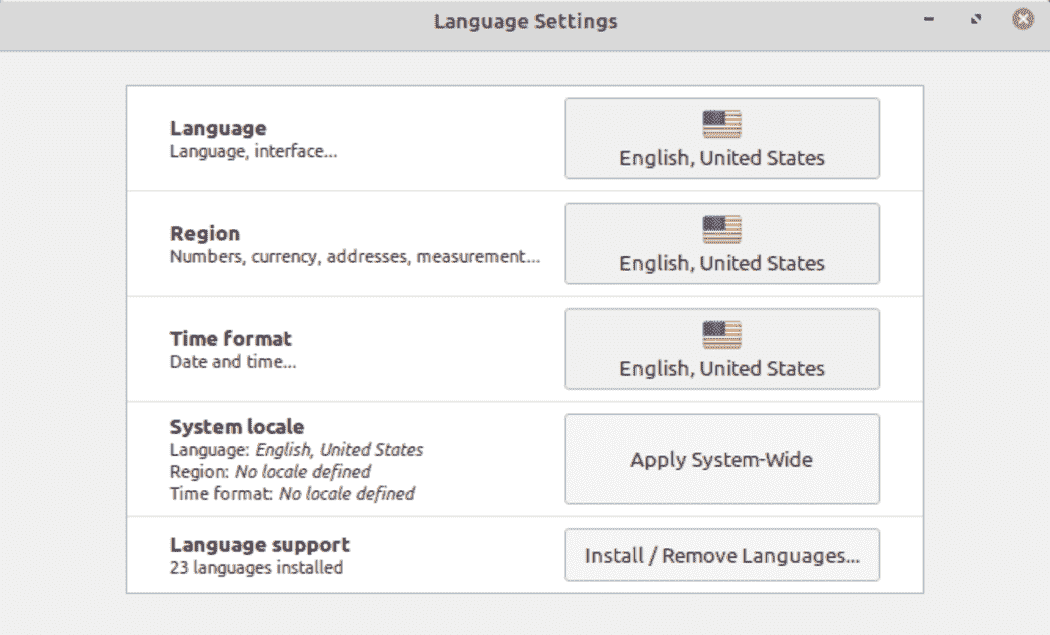 Language Settings
Language
Language, interface...
English, United States
Region
Numbers, currency, addresses, measurement...
English, United States
Time format
Date and time...
English, United States
System locale
Language: English, United States
Region: No locale defined
Time format: No locale defined
Apply System-Wide
Language support
23 languages installed
Install / Remove Languages...